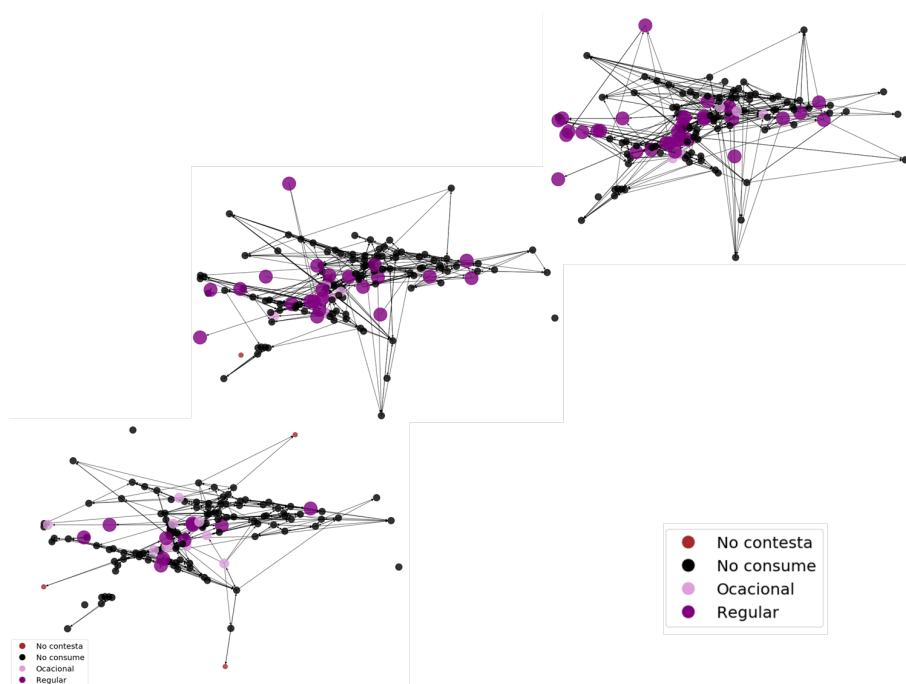 No contesta
No consume
Ocacional
Regular
No contesta
No consume
Ocacional
Regular